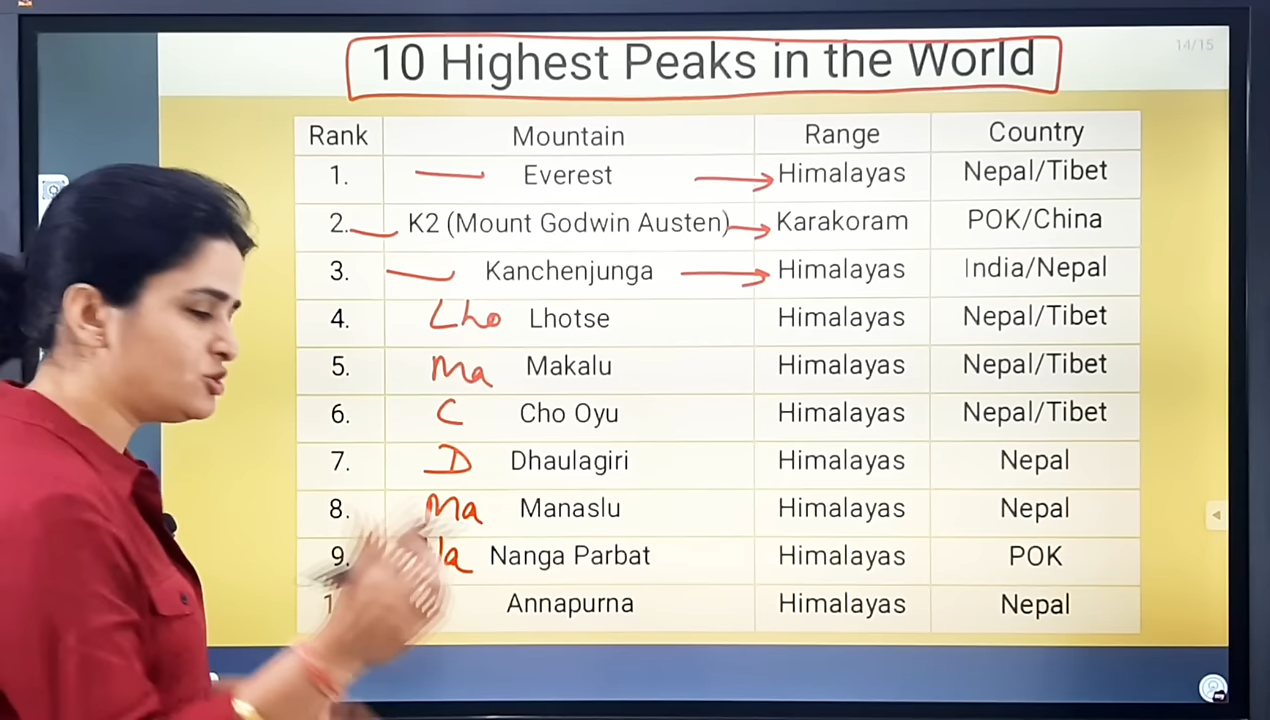 10 Highest Peaks in the World
14/15
Rank Mountain Range Country
1. Everest Himalayas Nepal/Tibet
2. K2 (Mount Godwin Austen) Karakoram POK/China
3. Kanchenjunga Himalayas India/Nepal
4. Lho Lhotse Himalayas Nepal/Tibet
5. Ma Makalu Himalayas Nepal/Tibet
6. C Cho Oyu Himalayas Nepal/Tibet
7. D Dhaulagiri Himalayas Nepal
8. Ma Manaslu Himalayas Nepal
9. Nanga Parbat Himalayas POK
Annapurna Himalayas Nepal